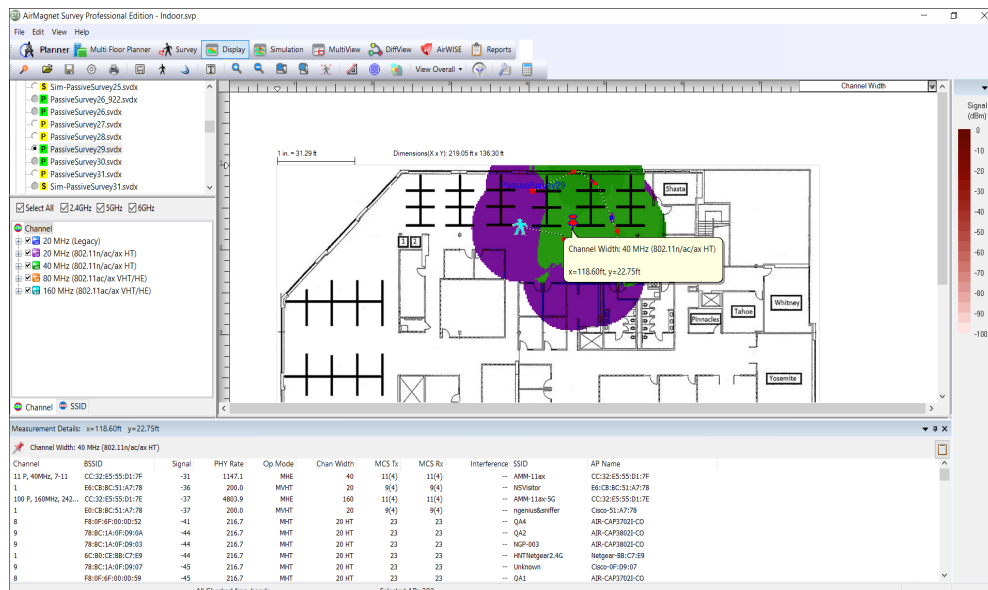 AirMagnet Survey Professional Edition - Indoor.svp
File Edit View Help
Planner Multi Floor Planner Survey Display Simulation MultiView DiffView AirWISE Reports
View Overall
S Sim-PassiveSurvey25.svdx
P PassiveSurvey26_922.svdx
P PassiveSurvey27.svdx
P PassiveSurvey28.svdx
P PassiveSurvey29.svdx
P PassiveSurvey30.svdx
P PassiveSurvey31.svdx
S Sim-PassiveSurvey31.svdx
Select All 2.4GHz 5GHz 6GHz
Channel
20 MHz (Legacy)
20 MHz (802.11n/ac/ax HT)
40 MHz (802.11n/ac/ax HT)
80 MHz (802.11ac/ax VHT/HE)
160 MHz (802.11ac/ax VHT/HE)
Channel SSID
Channel Width
1 in. = 31.29 ft
Dimensions(X x Y): 219.05 ft x 136.30 ft
PassiveSurvey29
Shasta
1 2
Channel Width: 40 MHz (802.11n/ac/ax HT)
x=118.60ft, y=22.75ft
Whitney
Tahoe
Pinnacles
Yosemite
Signal
(dBm)
0
-10
-20
-30
-40
-50
-60
-70
-80
-90
-100
Measurement Details: x=118.60ft y=22.75ft
Channel Width: 40 MHz (802.11n/ac/ax HT)
Channel BSSID Signal PHY Rate Op Mode Chan Width MCS Tx MCS Rx Interference SSID AP Name
11 P, 40MHz, 7-11 CC:32:E5:55:D1:7F -31 1147.1 MHE 40 11(4) 11(4) -- AMM-11ax CC:32:E5:55:D1:7F
1 E6:CB:BC:51:A7:78 -36 200.0 MVHT 20 9(4) 9(4) -- NSVisitor E6:CB:BC:51:A7:78
100 P, 160MHz, 242... CC:32:E5:55:D1:7E -37 4803.9 MHE 160 11(4) 11(4) -- AMM-11ax-5G CC:32:E5:55:D1:7E
1 E0:CB:BC:51:A7:78 -37 200.0 MVHT 20 9(4) 9(4) -- ngenius&sniffer Cisco-51:A7:78
8 F8:0F:6F:00:0D:52 -41 216.7 MHT 20 HT 23 23 -- QA4 AIR-CAP3702I-CO
9 78:BC:1A:0F:D9:0A -44 216.7 MHT 20 HT 23 23 -- QA2 AIR-CAP3802I-CO
9 78:BC:1A:0F:D9:03 -44 216.7 MHT 20 HT 23 23 -- NGP-003 AIR-CAP3802I-CO
1 6C:B0:CE:BB:C7:E9 -44 216.7 MHT 20 HT 23 23 -- HNTNetgear2.4G Netgear-BB:C7:E9
9 78:BC:1A:0F:D9:07 -45 216.7 MHT 20 HT 23 23 -- Unknown Cisco-0F:D9:07
8 F8:0F:6F:00:0D:59 -45 216.7 MHT 20 HT 23 23 -- QA1 AIR-CAP3702I-CO